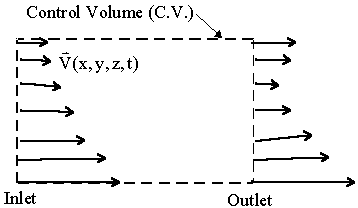 Control Volume (C.V.)
V⃗(x,y,z,t)
Inlet
Outlet